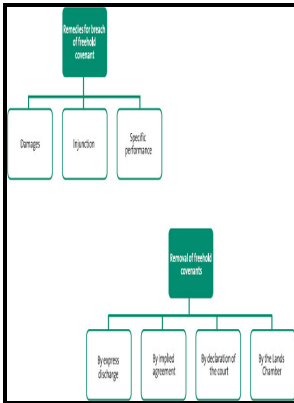 Remedies for breach
of freehold
covenant
Damages
Injunction
Specific
performance
Removal of freehold
covenants
By express
discharge
By implied
agreement
By declaration of
the court
By the Lands
Chamber